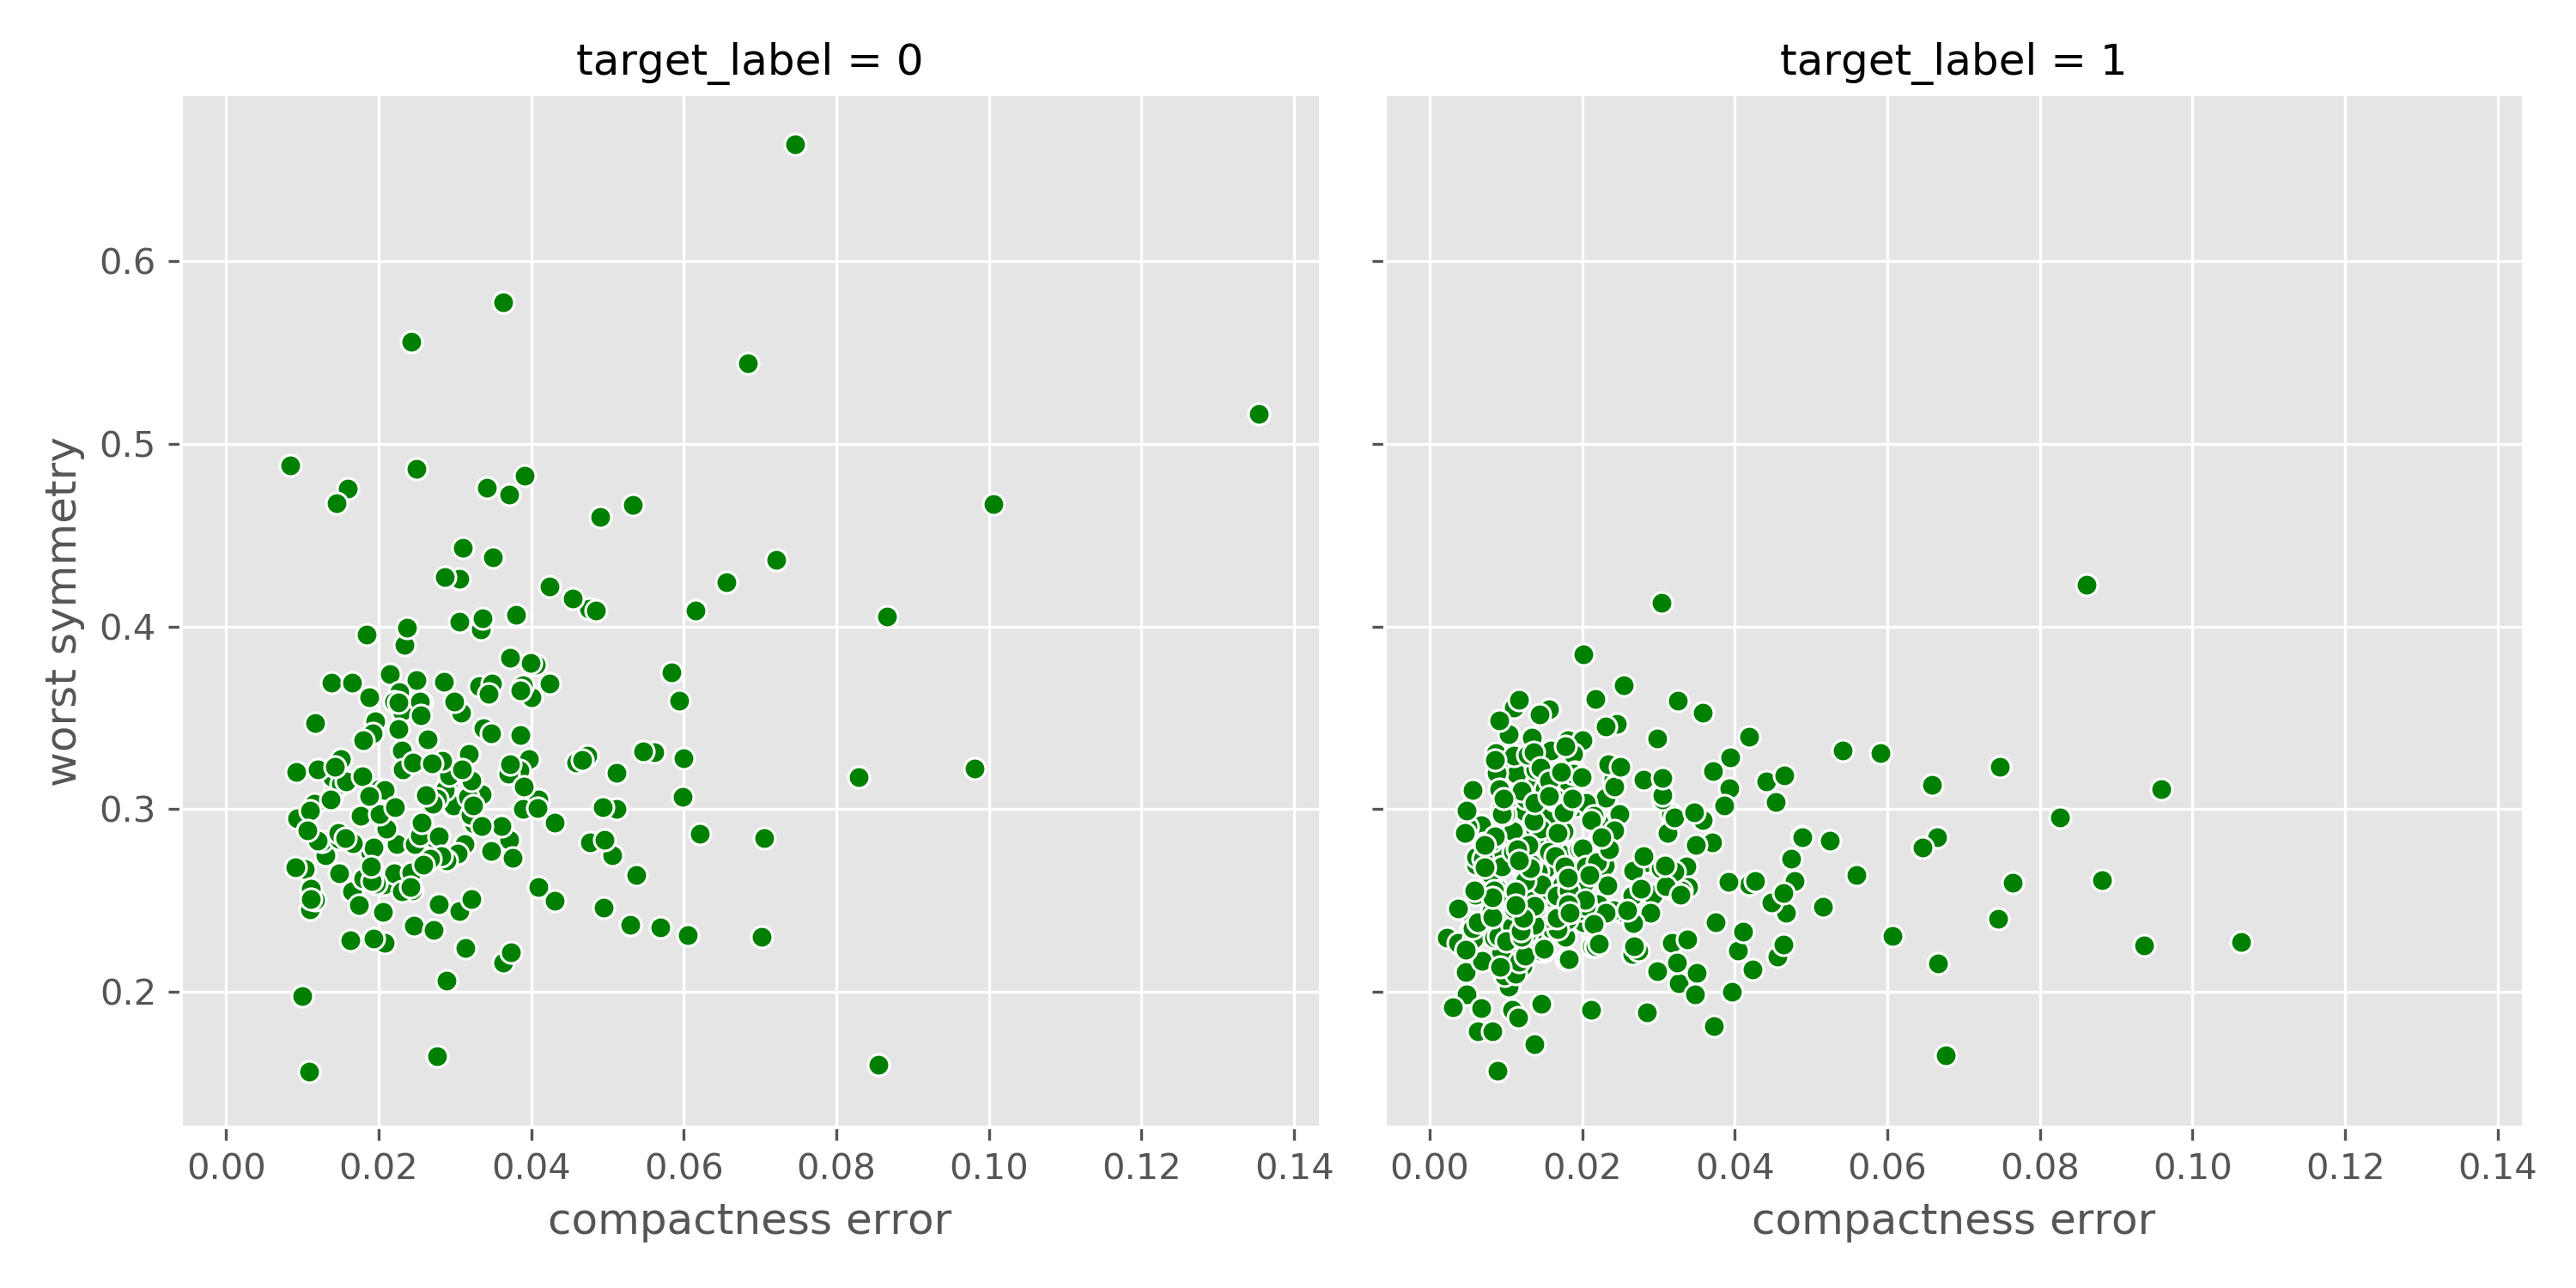 target_label = 0
target_label = 1
worst symmetry
0.6
0.5
0.4
0.3
0.2
0.00 0.02 0.04 0.06 0.08 0.10 0.12 0.14
0.00 0.02 0.04 0.06 0.08 0.10 0.12 0.14
compactness error
compactness error